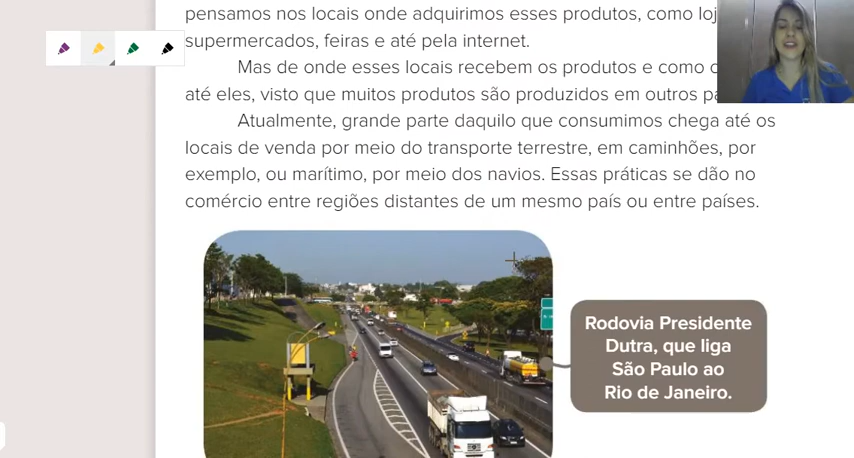 pensamos nos locais onde adquirimos esses produtos, como
supermercados, feiras e até pela internet.
Mas de onde esses locais recebem os produtos e como
até eles, visto que muitos produtos são produzidos em outros
Atualmente, grande parte daquilo que consumimos chega até os
locais de venda por meio do transporte terrestre, em caminhões, por
exemplo, ou marítimo, por meio dos navios. Essas práticas se dão no
comércio entre regiões distantes de um mesmo país ou entre países.
Rodovia Presidente
Dutra, que liga
São Paulo ao
Rio de Janeiro.